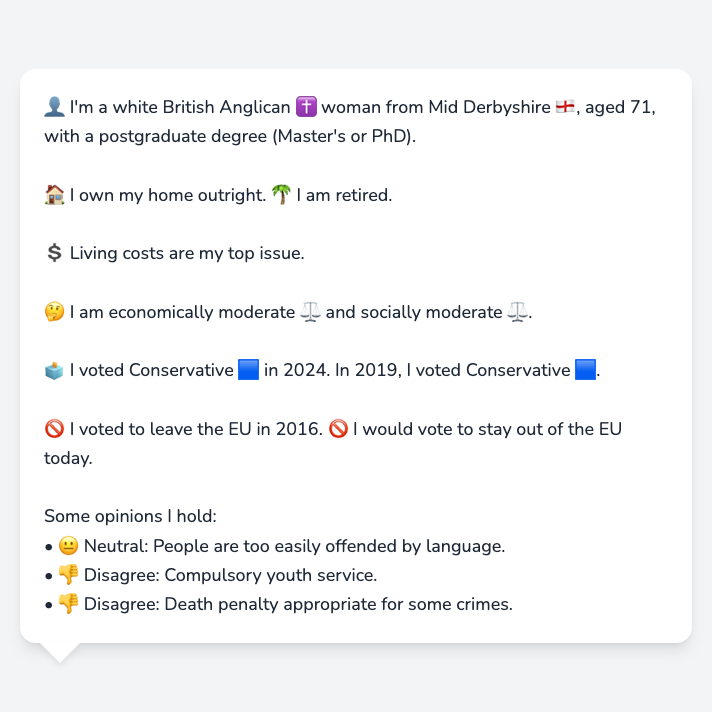 👤 I'm a white British Anglican ✝️ woman from Mid Derbyshire 🏴󠁧󠁢󠁥󠁮󠁧󠁿, aged 71,
with a postgraduate degree (Master's or PhD).
🏠 I own my home outright. 🌴 I am retired.
💲 Living costs are my top issue.
🤔 I am economically moderate ⚖️ and socially moderate ⚖️.
🗳️ I voted Conservative 🟦 in 2024. In 2019, I voted Conservative 🟦.
🚫 I voted to leave the EU in 2016. 🚫 I would vote to stay out of the EU
today.
Some opinions I hold:
• 😐 Neutral: People are too easily offended by language.
• 👎 Disagree: Compulsory youth service.
• 👎 Disagree: Death penalty appropriate for some crimes.